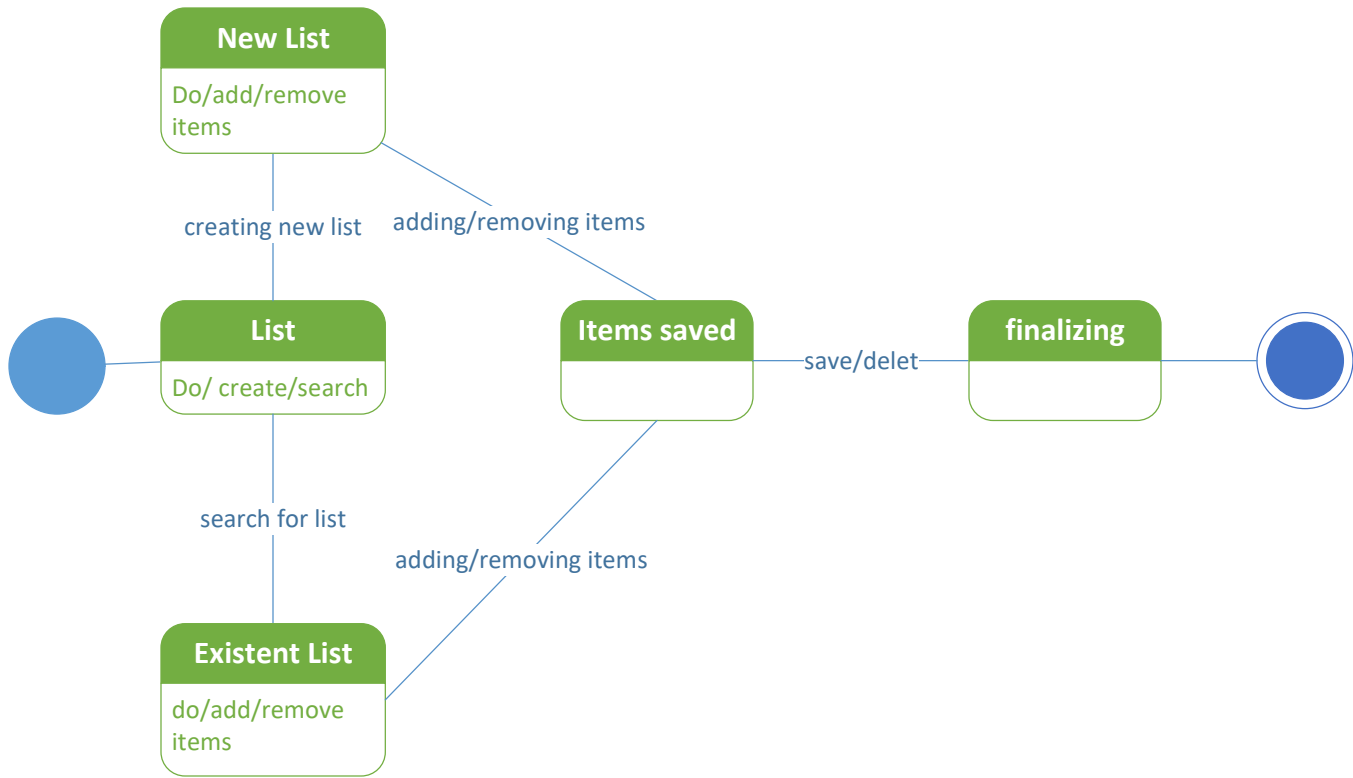 New List
Do/add/remove
items
creating new list
adding/removing items
List
Do/ create/search
Items saved
save/delet
finalizing
search for list
adding/removing items
Existent List
do/add/remove
items